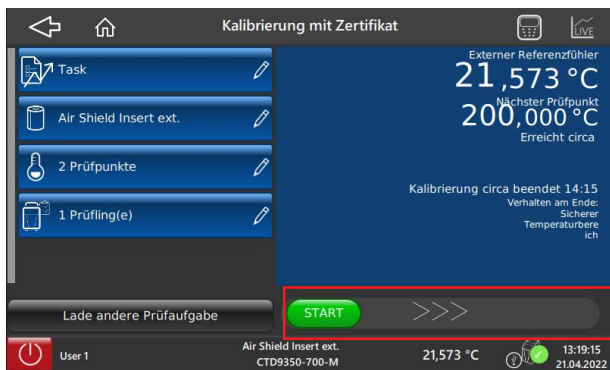 Kalibrierung mit Zertifikat
LIVE
Task
Air Shield Insert ext.
2 Prüfpunkte
1 Prüfling(e)
Lade andere Prüfaufgabe
Externer Referenzfühler
21,573 °C
Nächster Prüfpunkt
200,000 °C
Erreicht circa
Kalibrierung circa beendet 14:15
Verhalten am Ende:
Sicherer
Temperaturbere
ich
START >>>
User 1
Air Shield Insert ext.
CTD9350-700-M
21,573 °C
13:19:15
21.04.2022